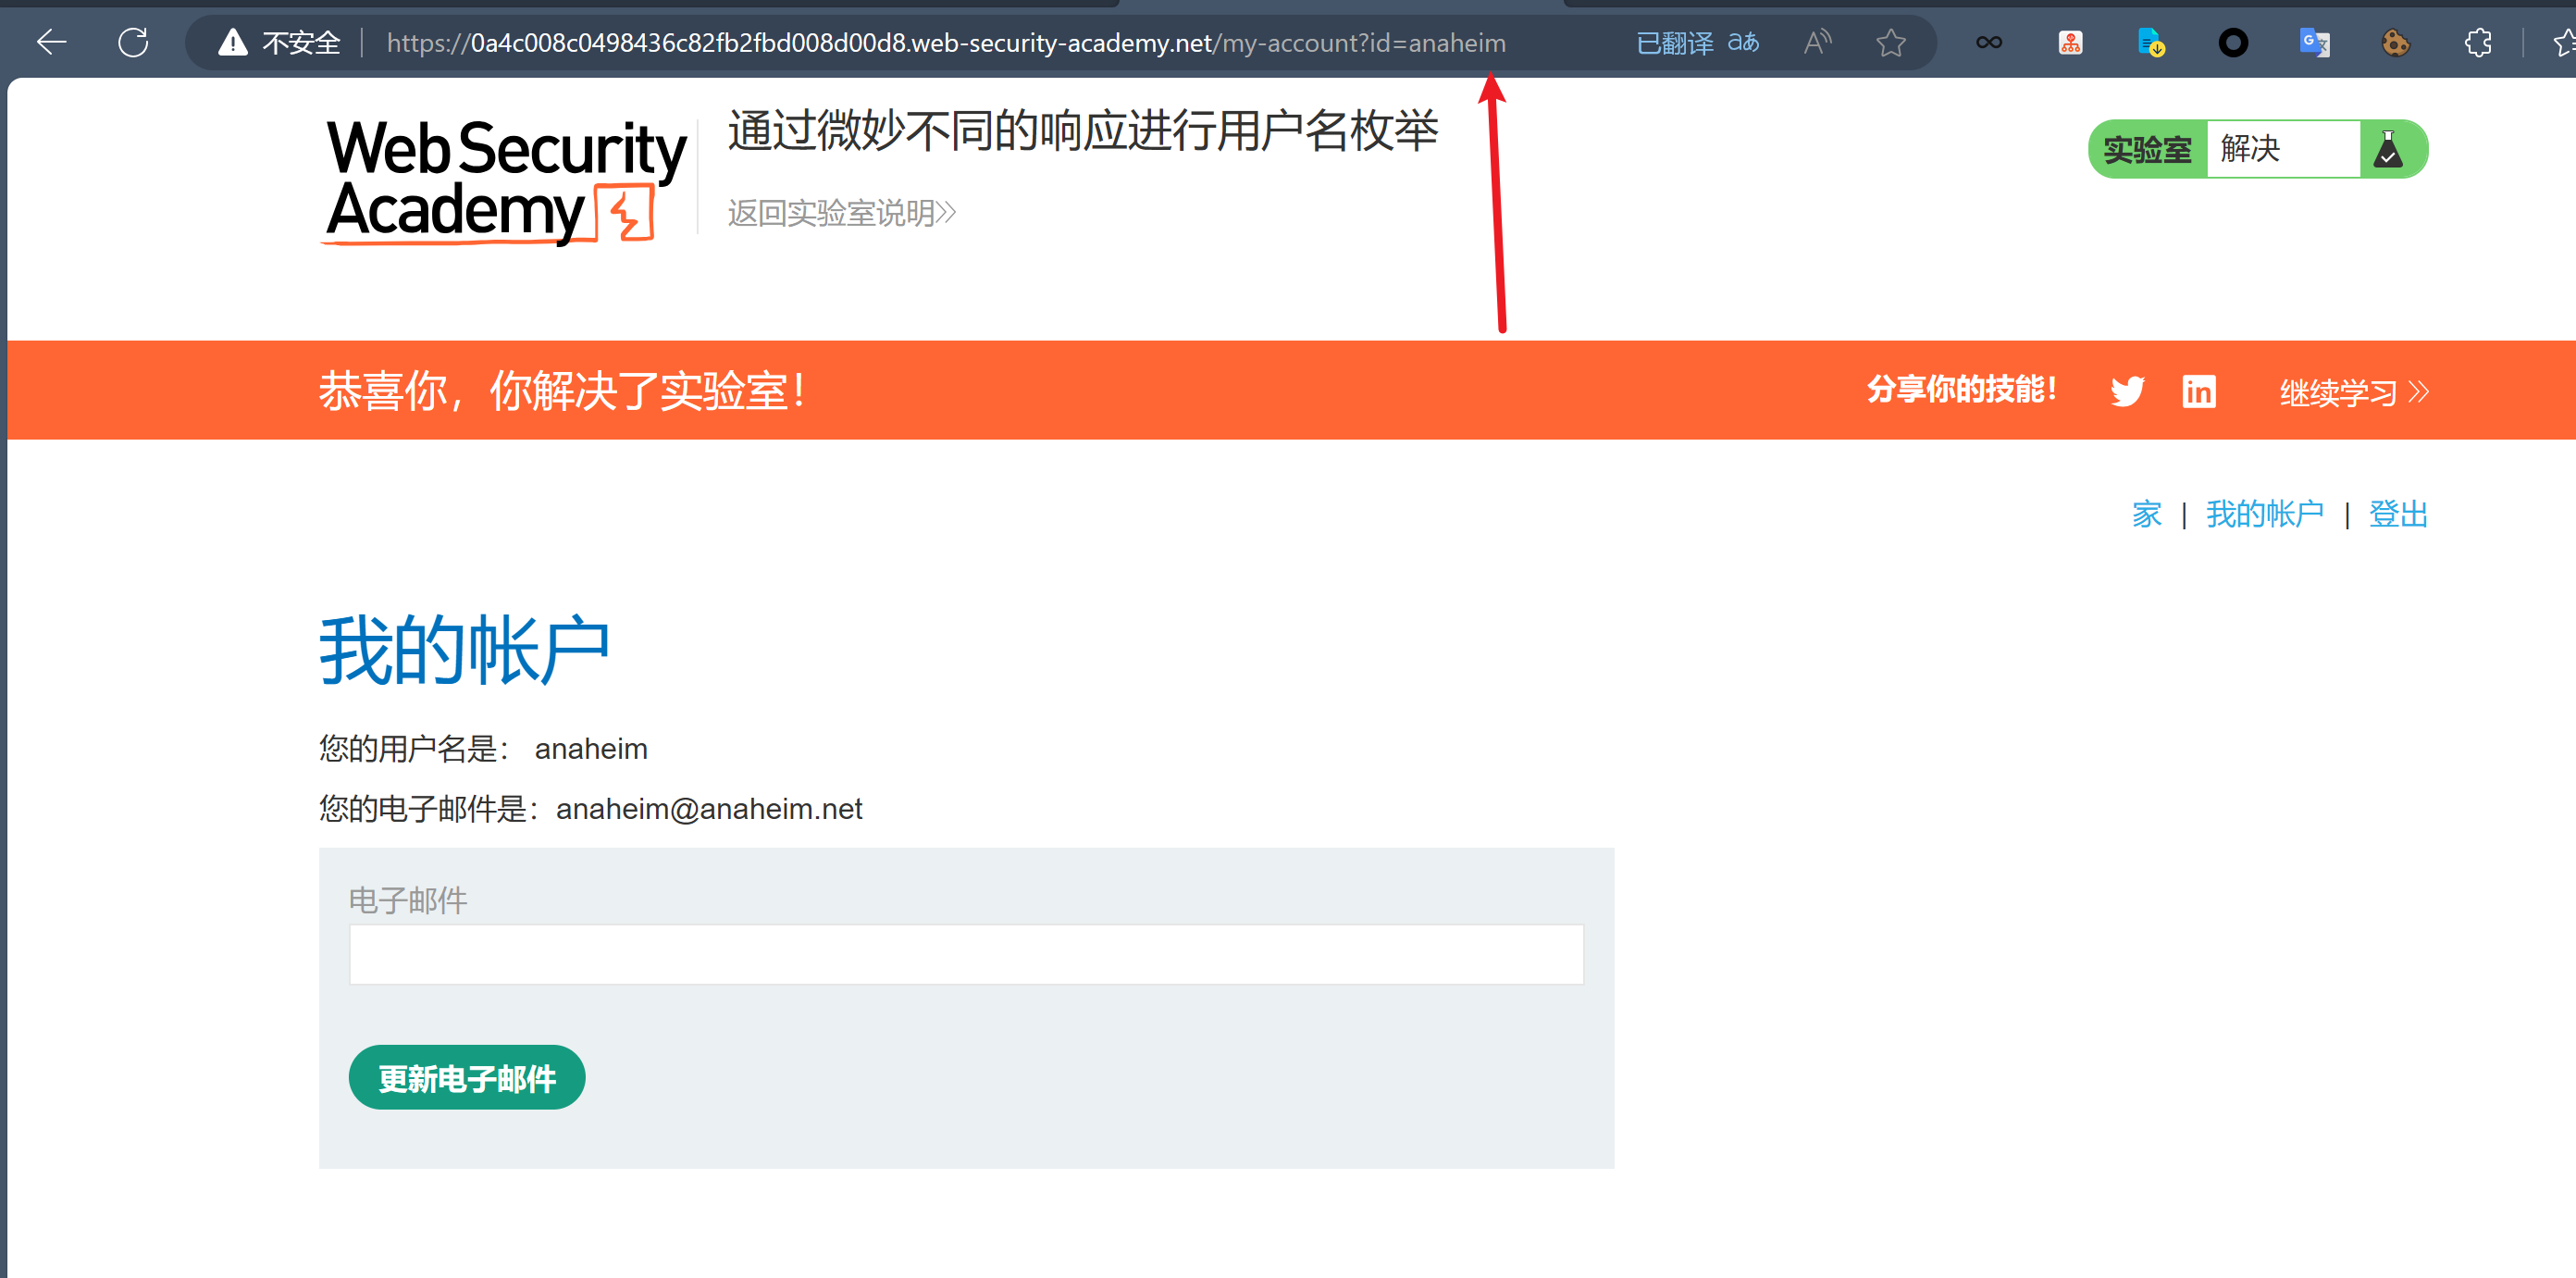 不安全 https://0a4c008c0498436c82fb2fbd008d00d8.web-security-academy.net/my-account?id=anaheim 已翻译 aあ A
Web Security
Academy
通过微妙不同的响应进行用户名枚举
返回实验室说明
实验室 解决
恭喜你，你解决了实验室！
分享你的技能！ in 继续学习
家 | 我的帐户 | 登出
我的帐户
您的用户名是： anaheim
您的电子邮件是：anaheim@anaheim.net
电子邮件
更新电子邮件